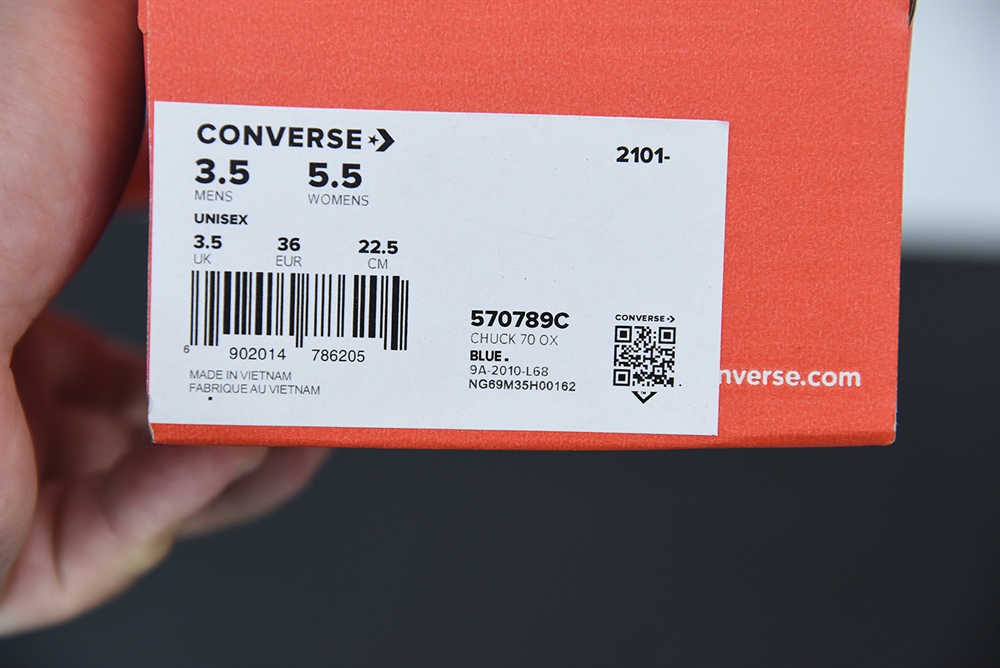 CONVERSE
2101-
3.5 5.5
MENS WOMENS
UNISEX
3.5 36 22.5
UK EUR CM
6 902014 786205
MADE IN VIETNAM
FABRIQUE AU VIETNAM
570789C
CHUCK 70 OX
BLUE.
9A-2010-L68
NG69M35H00162
CONVERSE
nverse.com